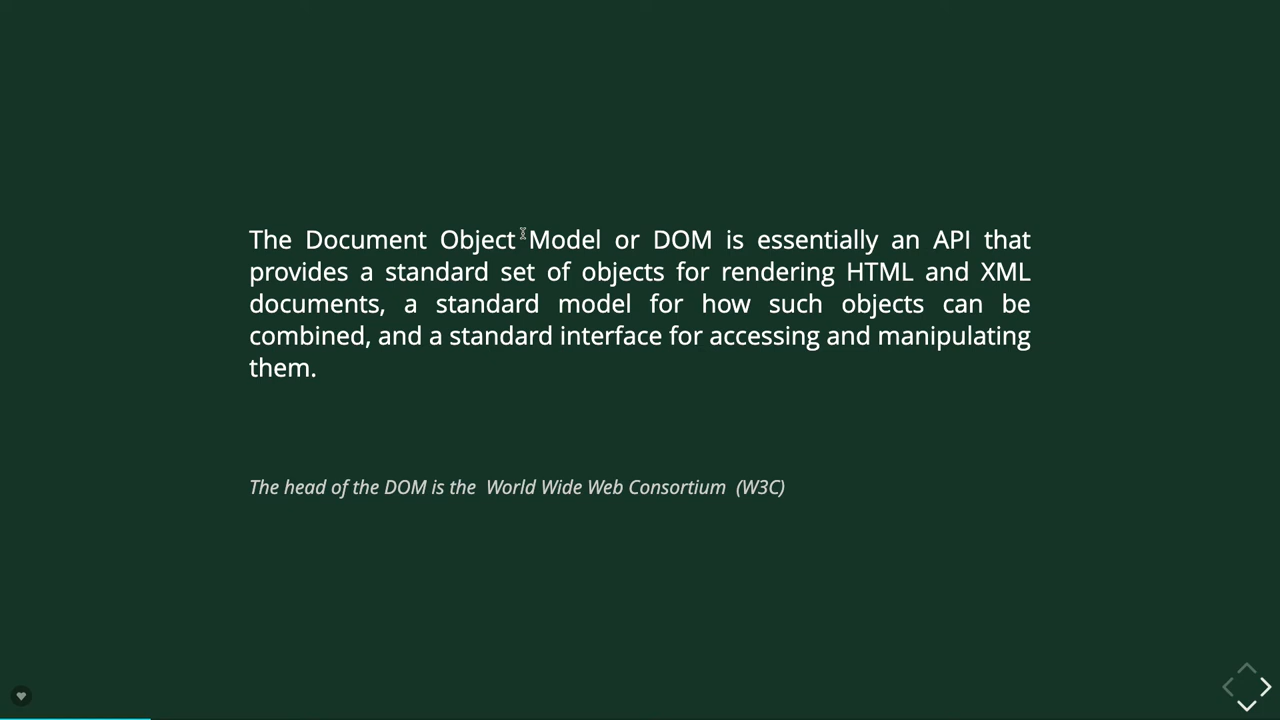 The Document Object Model or DOM is essentially an API that
provides a standard set of objects for rendering HTML and XML
documents, a standard model for how such objects can be
combined, and a standard interface for accessing and manipulating
them.
The head of the DOM is the World Wide Web Consortium (W3C)